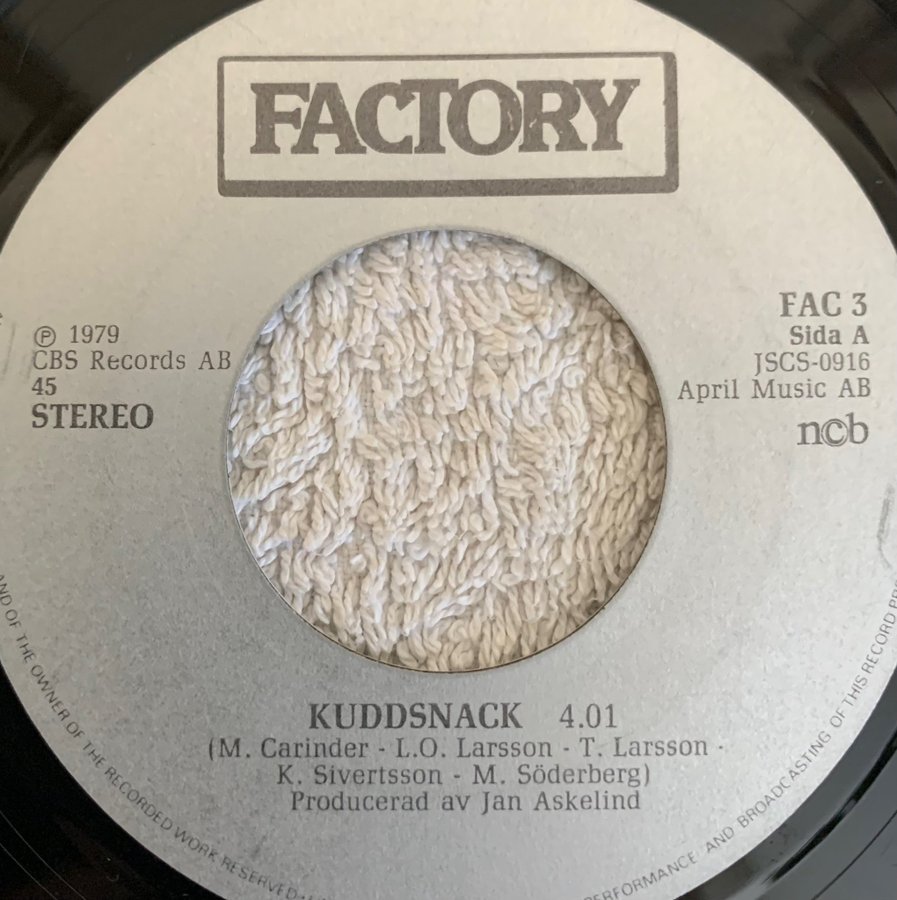 FACTORY
℗ 1979
CBS Records AB
45
STEREO
FAC 3
Sida A
JSCS-0916
April Music AB
ncb
KUDDSNACK 4.01
(M. Carinder - L.O. Larsson - T. Larsson -
K. Sivertsson - M. Söderberg)
Producerad av Jan Askelind
AND OF THE OWNER OF THE RECORDED WORK RESERVED
PERFORMANCE AND BROADCASTING OF THIS RECORD